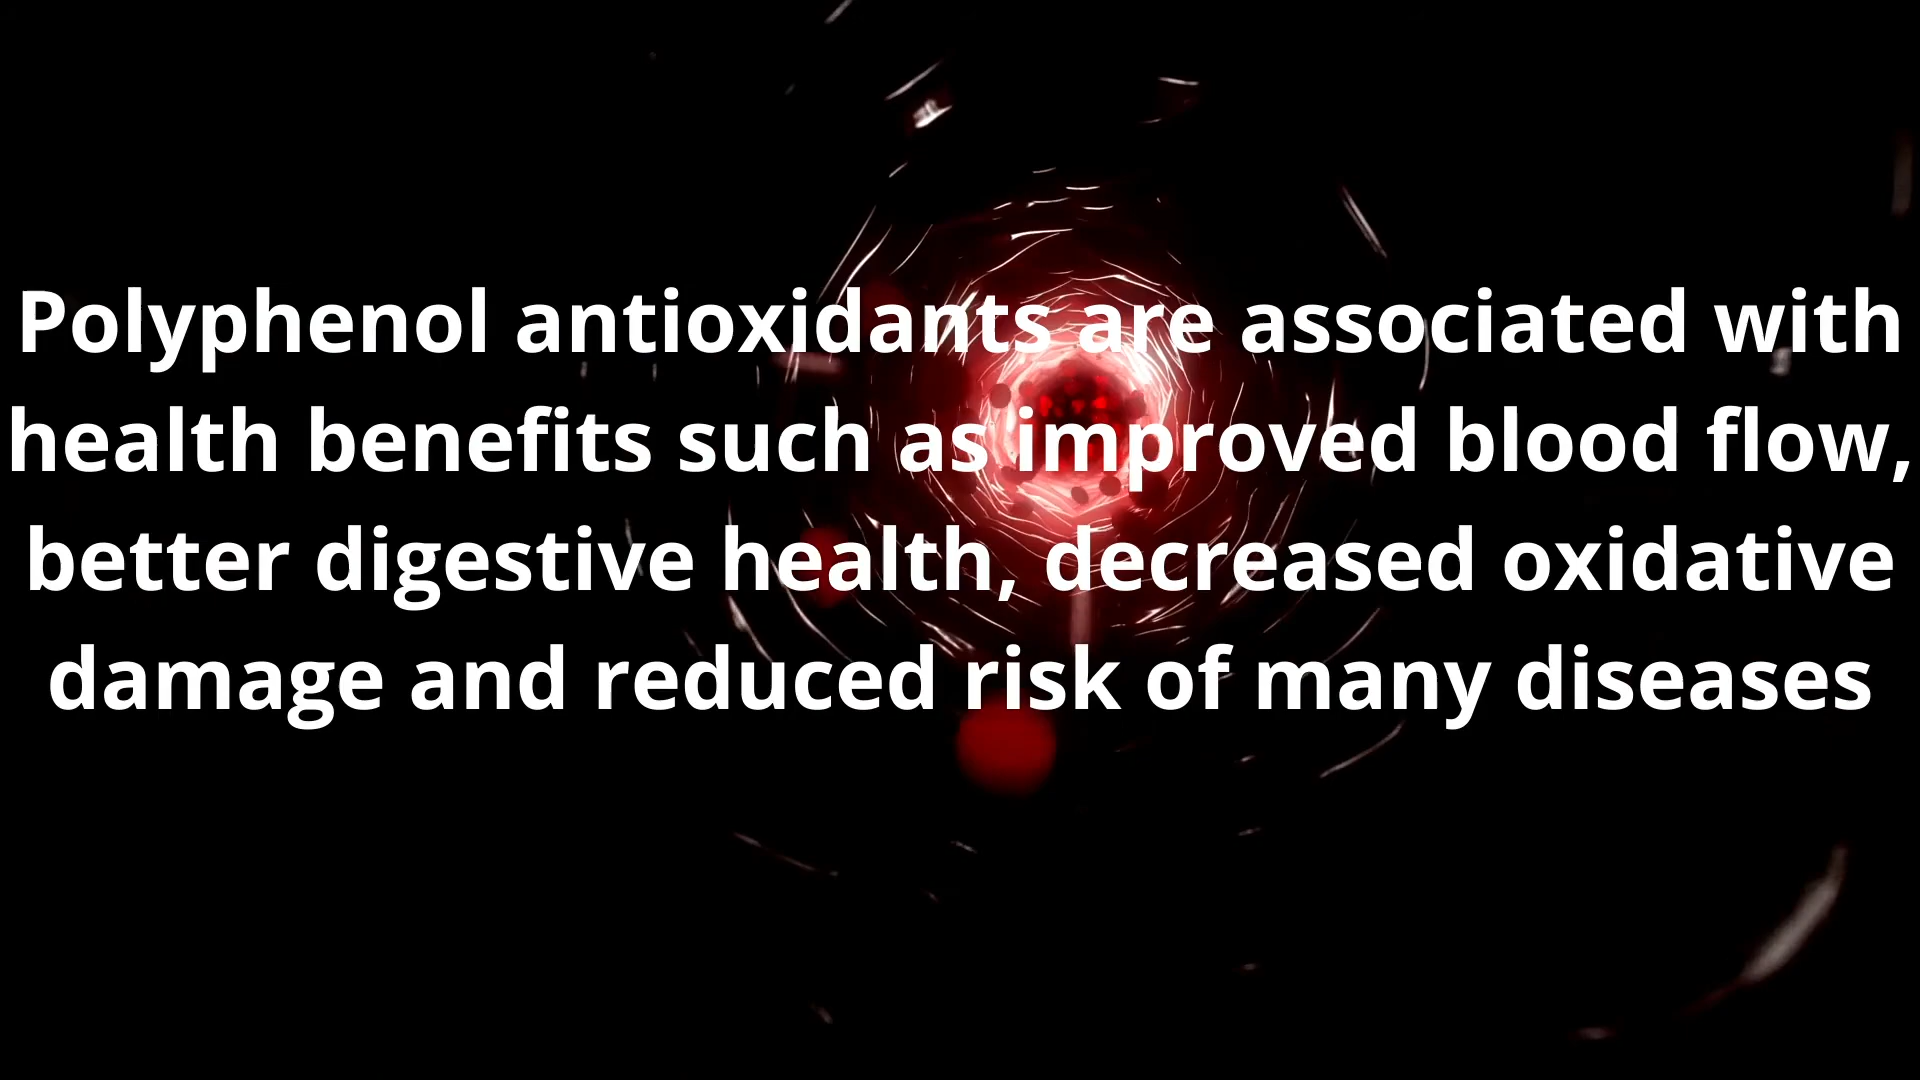 Polyphenol antioxidants are associated with
health benefits such as improved blood flow,
better digestive health, decreased oxidative
damage and reduced risk of many diseases